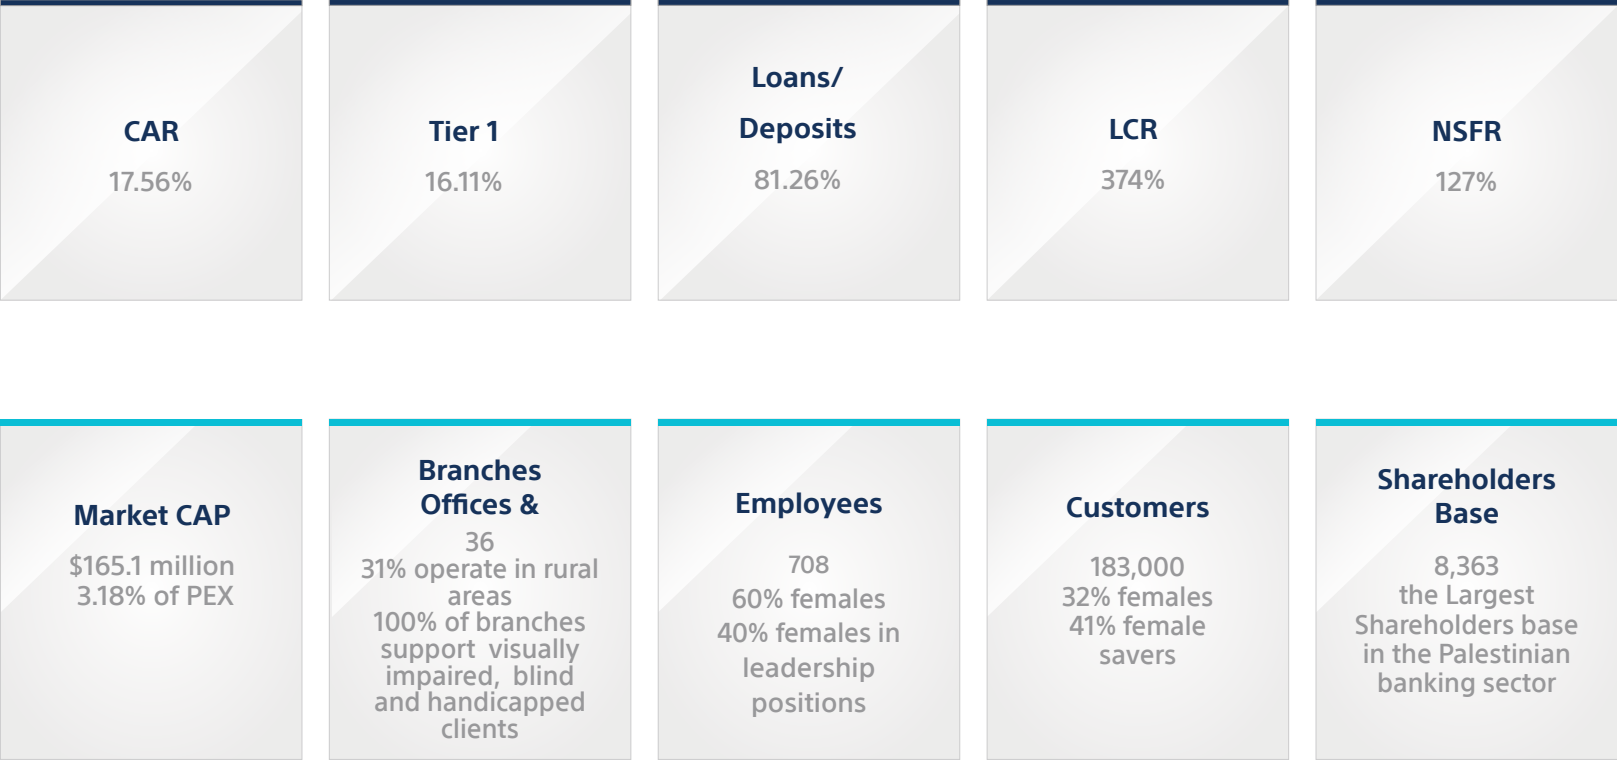 CAR
17.56%
Tier 1
16.11%
Loans/
Deposits
81.26%
LCR
374%
NSFR
127%
Market CAP
$165.1 million
3.18% of PEX
Branches
Offices &
36
31% operate in rural
areas
100% of branches
support visually
impaired, blind
and handicapped
clients
Employees
708
60% females
40% females in
leadership
positions
Customers
183,000
32% females
41% female
savers
Shareholders
Base
8,363
the Largest
Shareholders base
in the Palestinian
banking sector